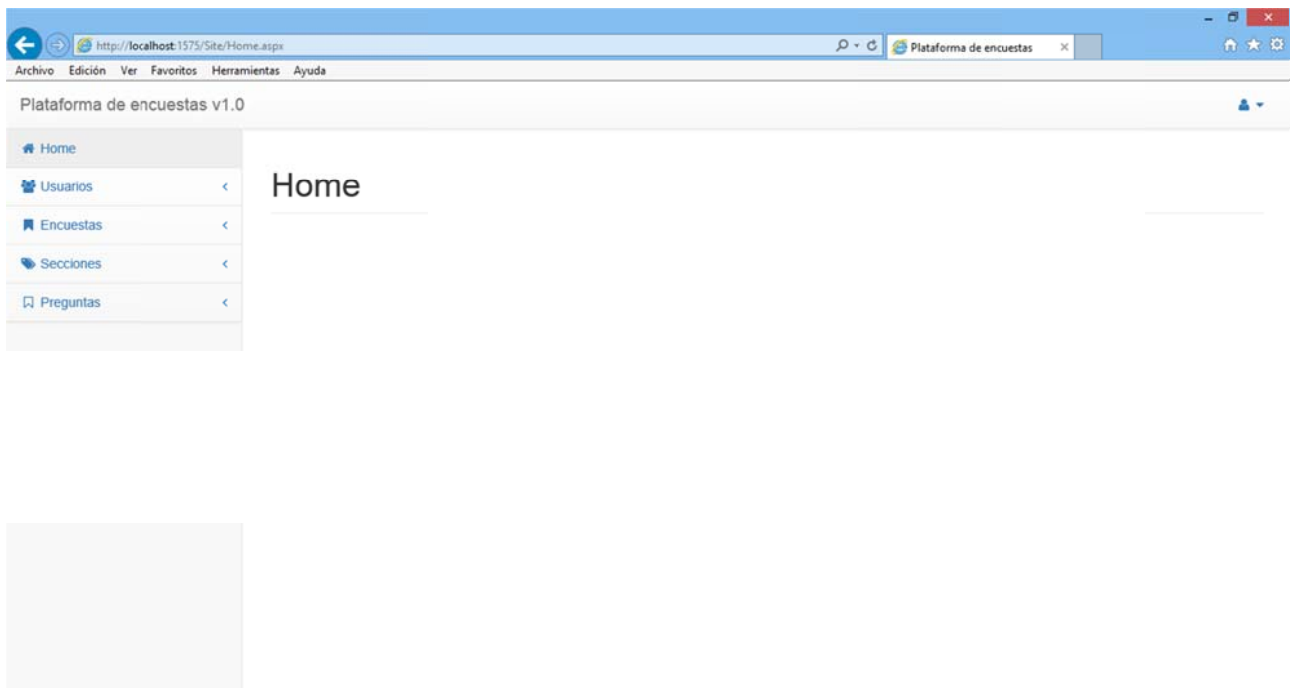 http://localhost:1575/Site/Home.aspx
Plataforma de encuestas
Archivo Edición Ver Favoritos Herramientas Ayuda
Plataforma de encuestas v1.0
Home
Usuarios
Encuestas
Secciones
Preguntas
Home